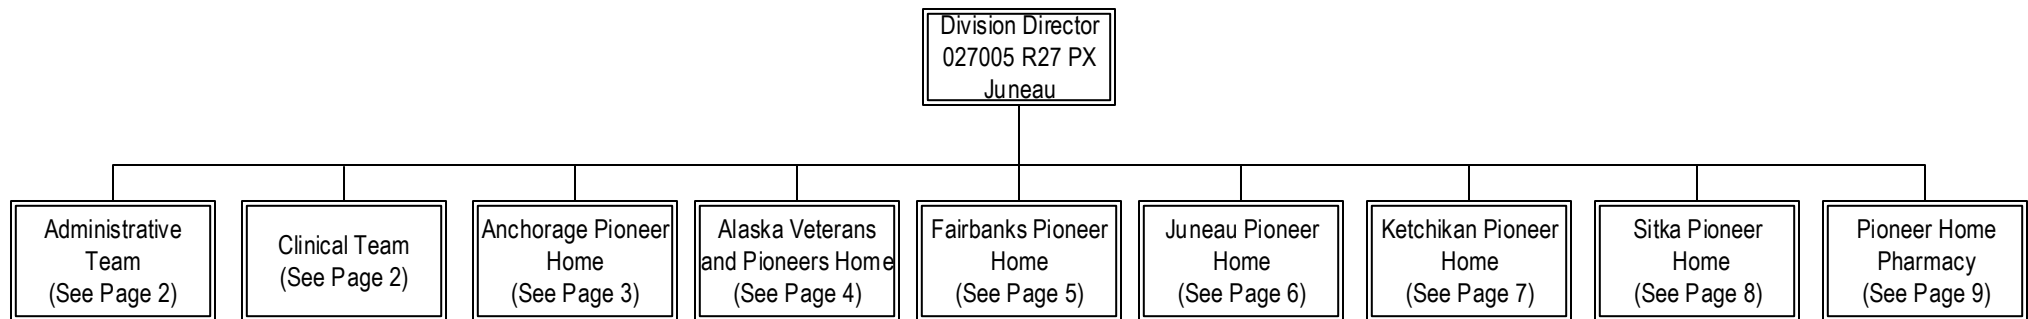 Division Director
027005 R27 PX
Juneau
Administrative
Team
(See Page 2)
Clinical Team
(See Page 2)
Anchorage Pioneer
Home
(See Page 3)
Alaska Veterans
and Pioneers Home
(See Page 4)
Fairbanks Pioneer
Home
(See Page 5)
Juneau Pioneer
Home
(See Page 6)
Ketchikan Pioneer
Home
(See Page 7)
Sitka Pioneer
Home
(See Page 8)
Pioneer Home
Pharmacy
(See Page 9)